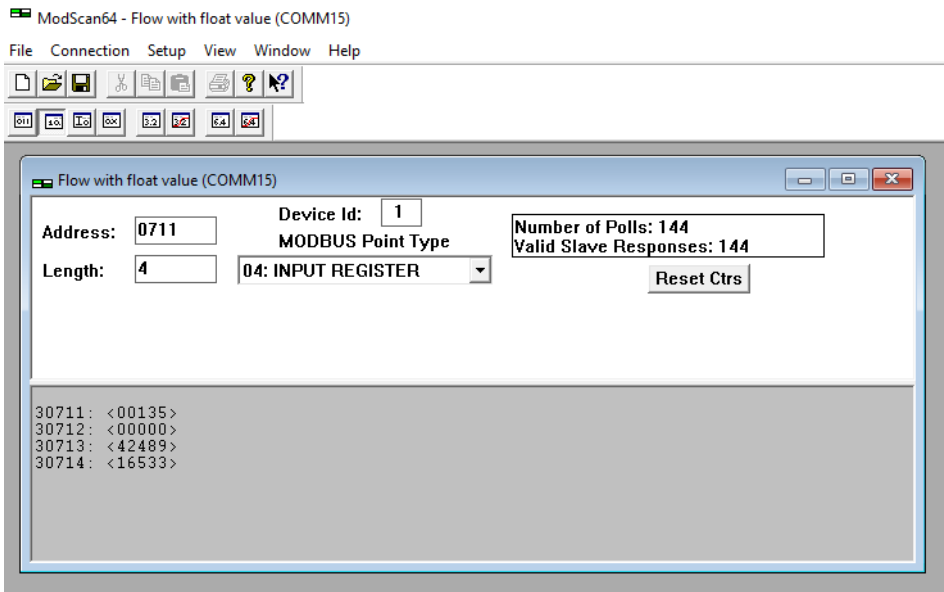 ModScan64 - Flow with float value (COMM15)
File Connection Setup View Window Help
Flow with float value (COMM15)
Address: 0711
Device Id: 1
Length: 4
MODBUS Point Type
04: INPUT REGISTER
Number of Polls: 144
Valid Slave Responses: 144
Reset Ctrs
30711: <00135>
30712: <00000>
30713: <42489>
30714: <16533>